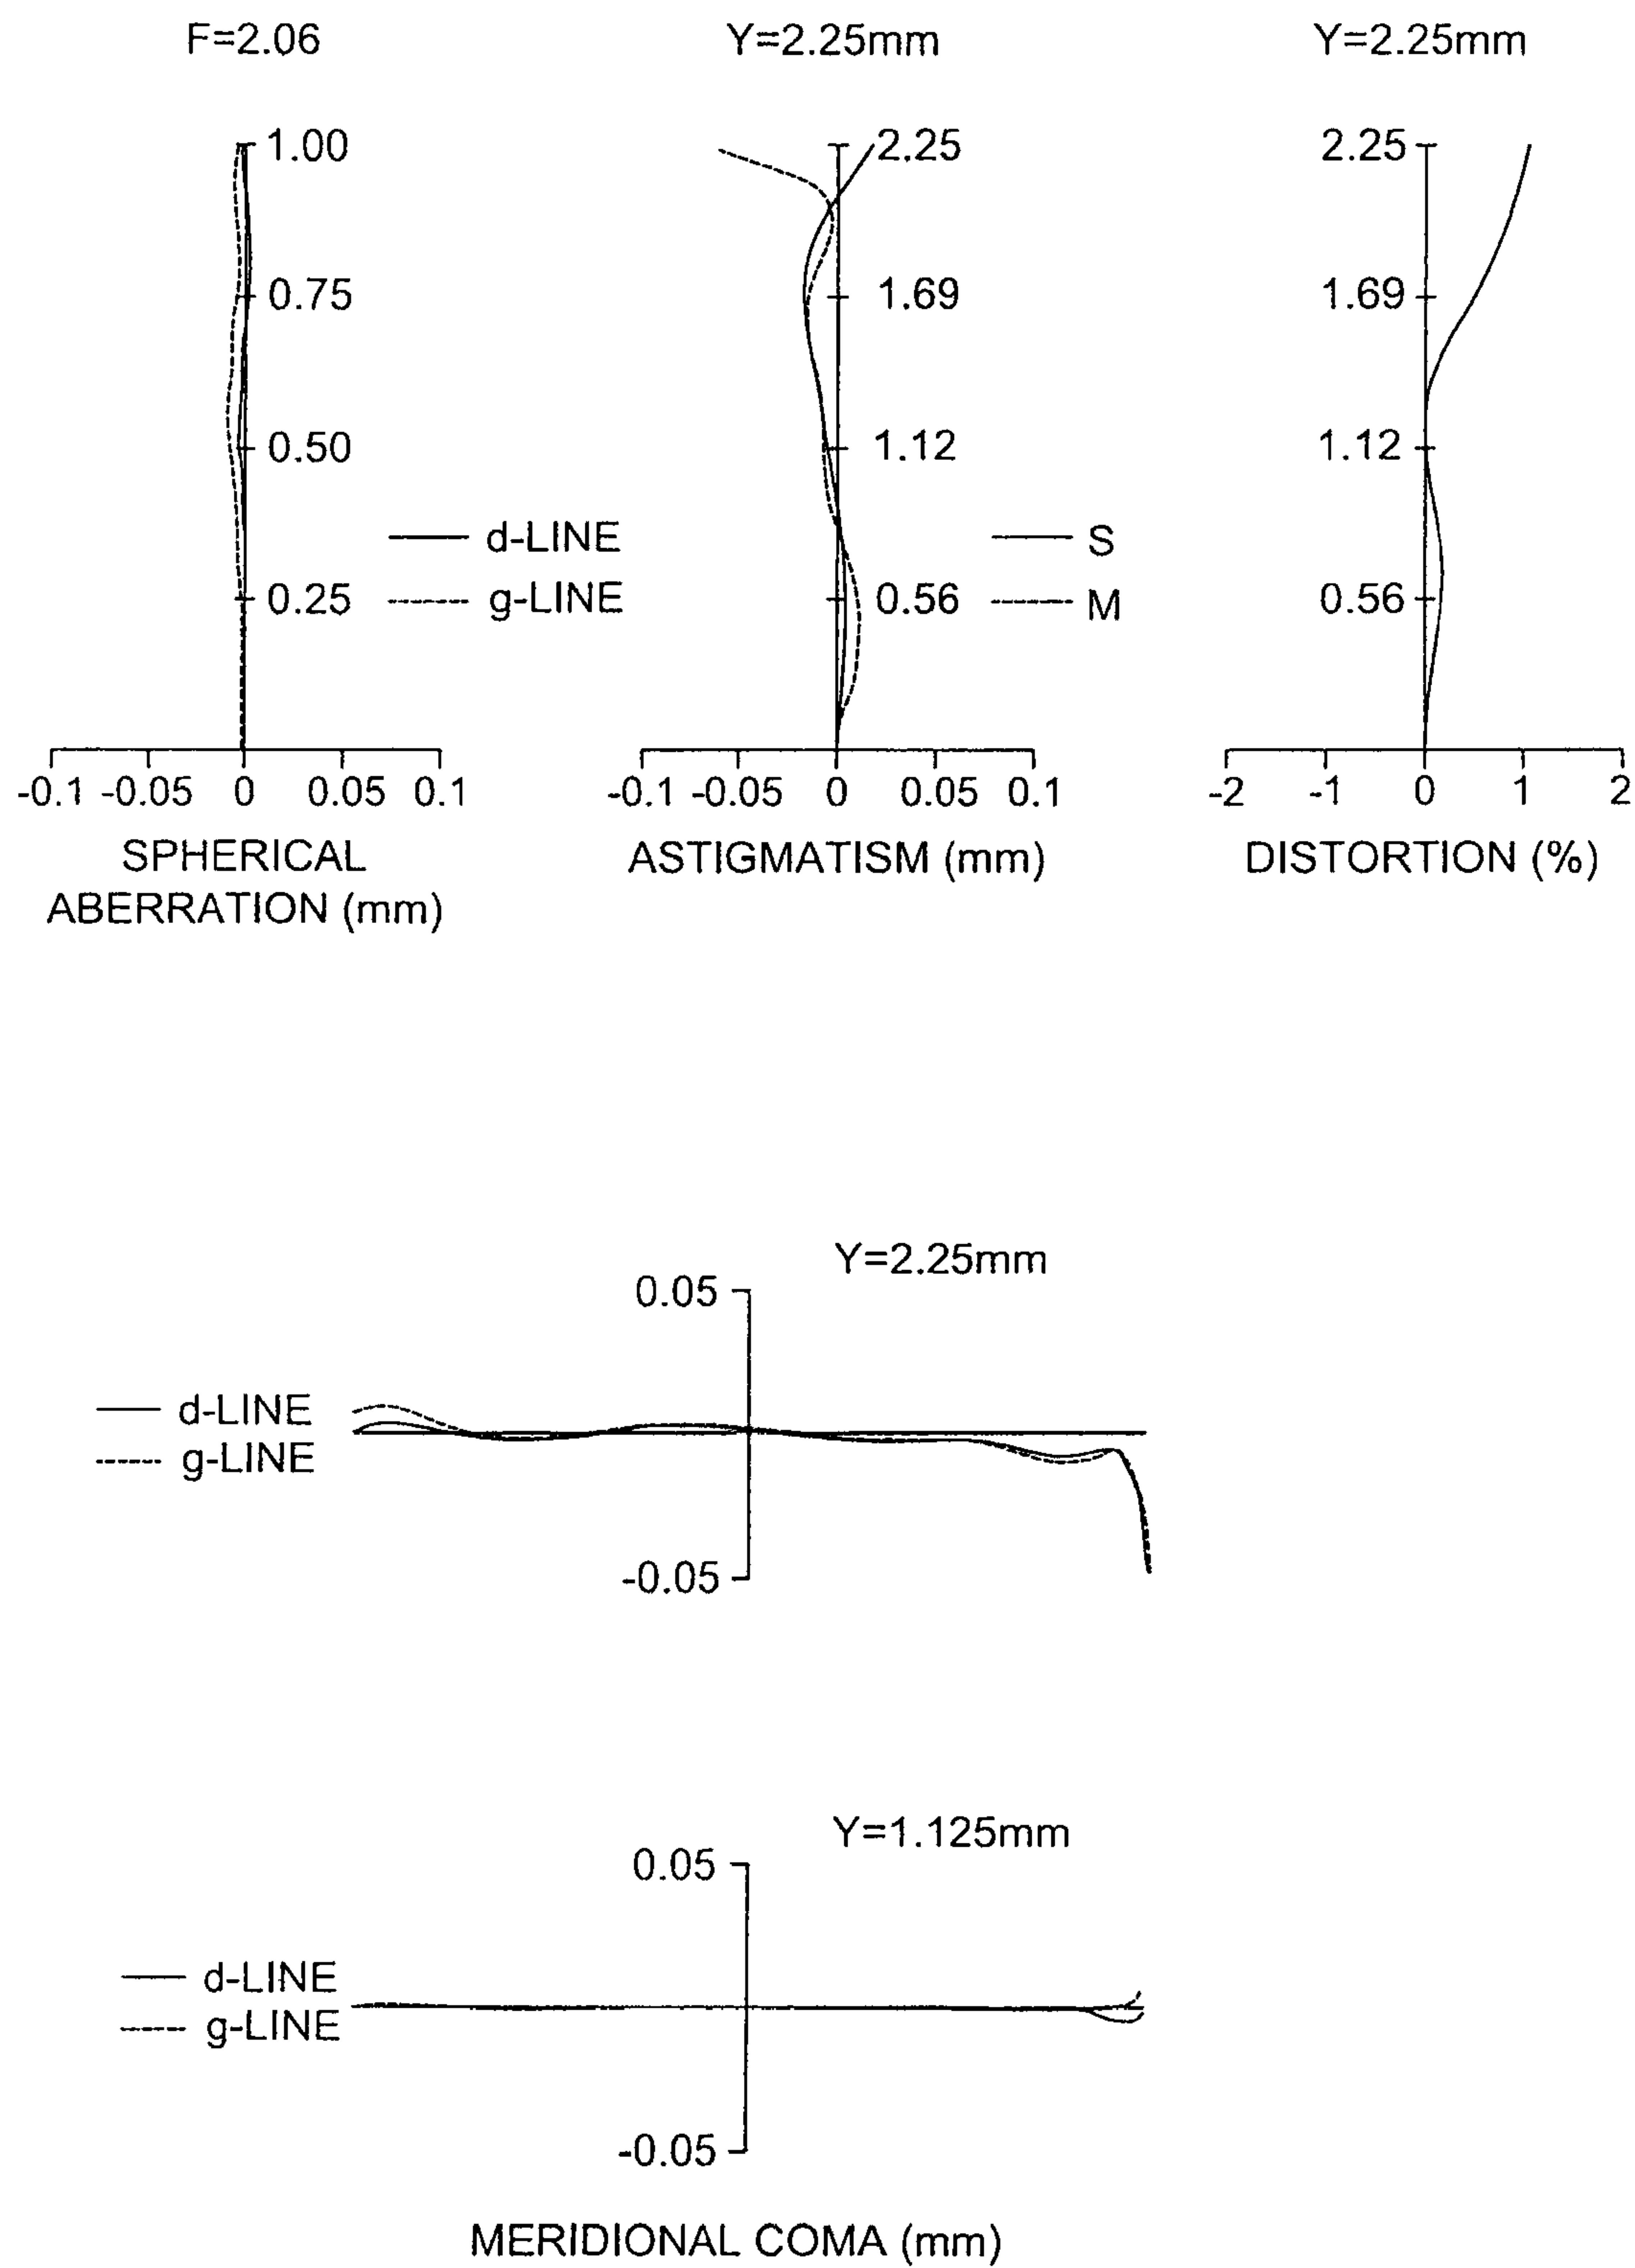 F=2.06
1.00
0.75
0.50
0.25
d-LINE
g-LINE
-0.1 -0.05 0 0.05 0.1
SPHERICAL
ABERRATION (mm)
Y=2.25mm
2.25
1.69
1.12
0.56
S
M
-0.1 -0.05 0 0.05 0.1
ASTIGMATISM (mm)
Y=2.25mm
2.25
1.69
1.12
0.56
-2 -1 0 1 2
DISTORTION (%)
Y=2.25mm
0.05
d-LINE
g-LINE
-0.05
Y=1.125mm
0.05
d-LINE
g-LINE
-0.05
MERIDIONAL COMA (mm)